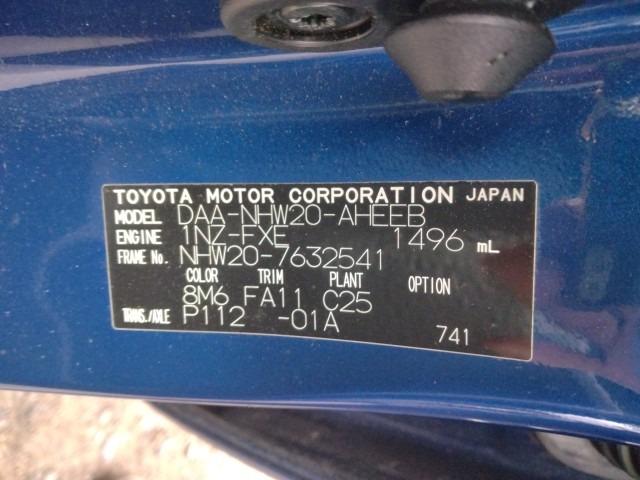 TOYOTA MOTOR CORPORATION JAPAN
MODEL DAA-NHW20-AHEEB
ENGINE 1NZ-FXE 1496 mL
FRAME No. NHW20-7632541
COLOR TRIM PLANT OPTION
8M6 FA11 C25
TRANS./AXLE P112 -01A
741